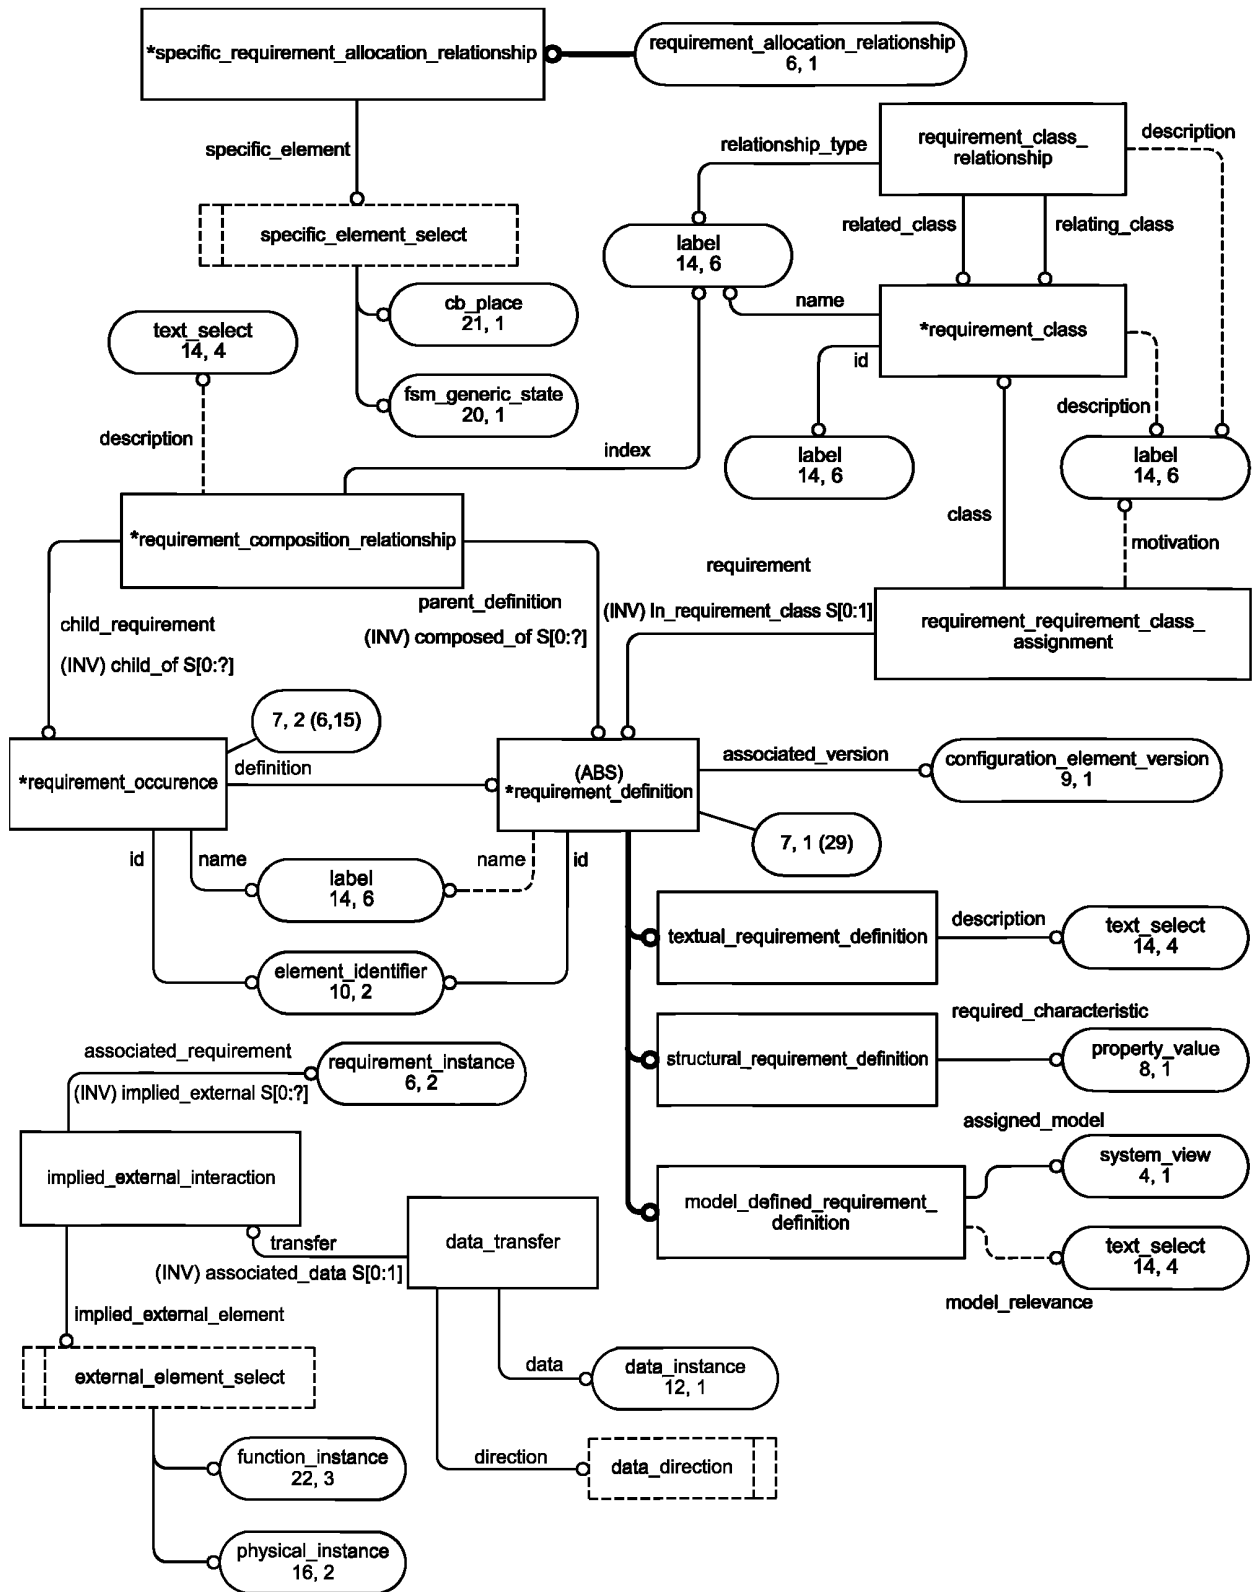 *specific_requirement_allocation_relationship
requirement_allocation_relationship
6, 1
specific_element
relationship_type
requirement_class_
relationship
description
related_class
relating_class
specific_element_select
label
14, 6
cb_place
21, 1
name
*requirement_class
id
text_select
14, 4
fsm_generic_state
20, 1
description
description
index
label
14, 6
label
14, 6
class
motivation
*requirement_composition_relationship
requirement
parent_definition
(INV) In_requirement_class S[0:1]
requirement_requirement_class_
assignment
child_requirement
(INV) composed_of S[0:?]
(INV) child_of S[0:?]
7, 2 (6,15)
definition
*requirement_occurence
(ABS)
*requirement_definition
associated_version
configuration_element_version
9, 1
7, 1 (29)
id
name
name
id
label
14, 6
element_identifier
10, 2
textual_requirement_definition
description
text_select
14, 4
required_characteristic
structural_requirement_definition
property_value
8, 1
associated_requirement
(INV) implied_external S[0:?]
requirement_instance
6, 2
assigned_model
system_view
4, 1
implied_external_interaction
model_defined_requirement_
definition
text_select
14, 4
model_relevance
transfer
(INV) associated_data S[0:1]
data_transfer
implied_external_element
external_element_select
data
data_instance
12, 1
function_instance
22, 3
direction
data_direction
physical_instance
16, 2